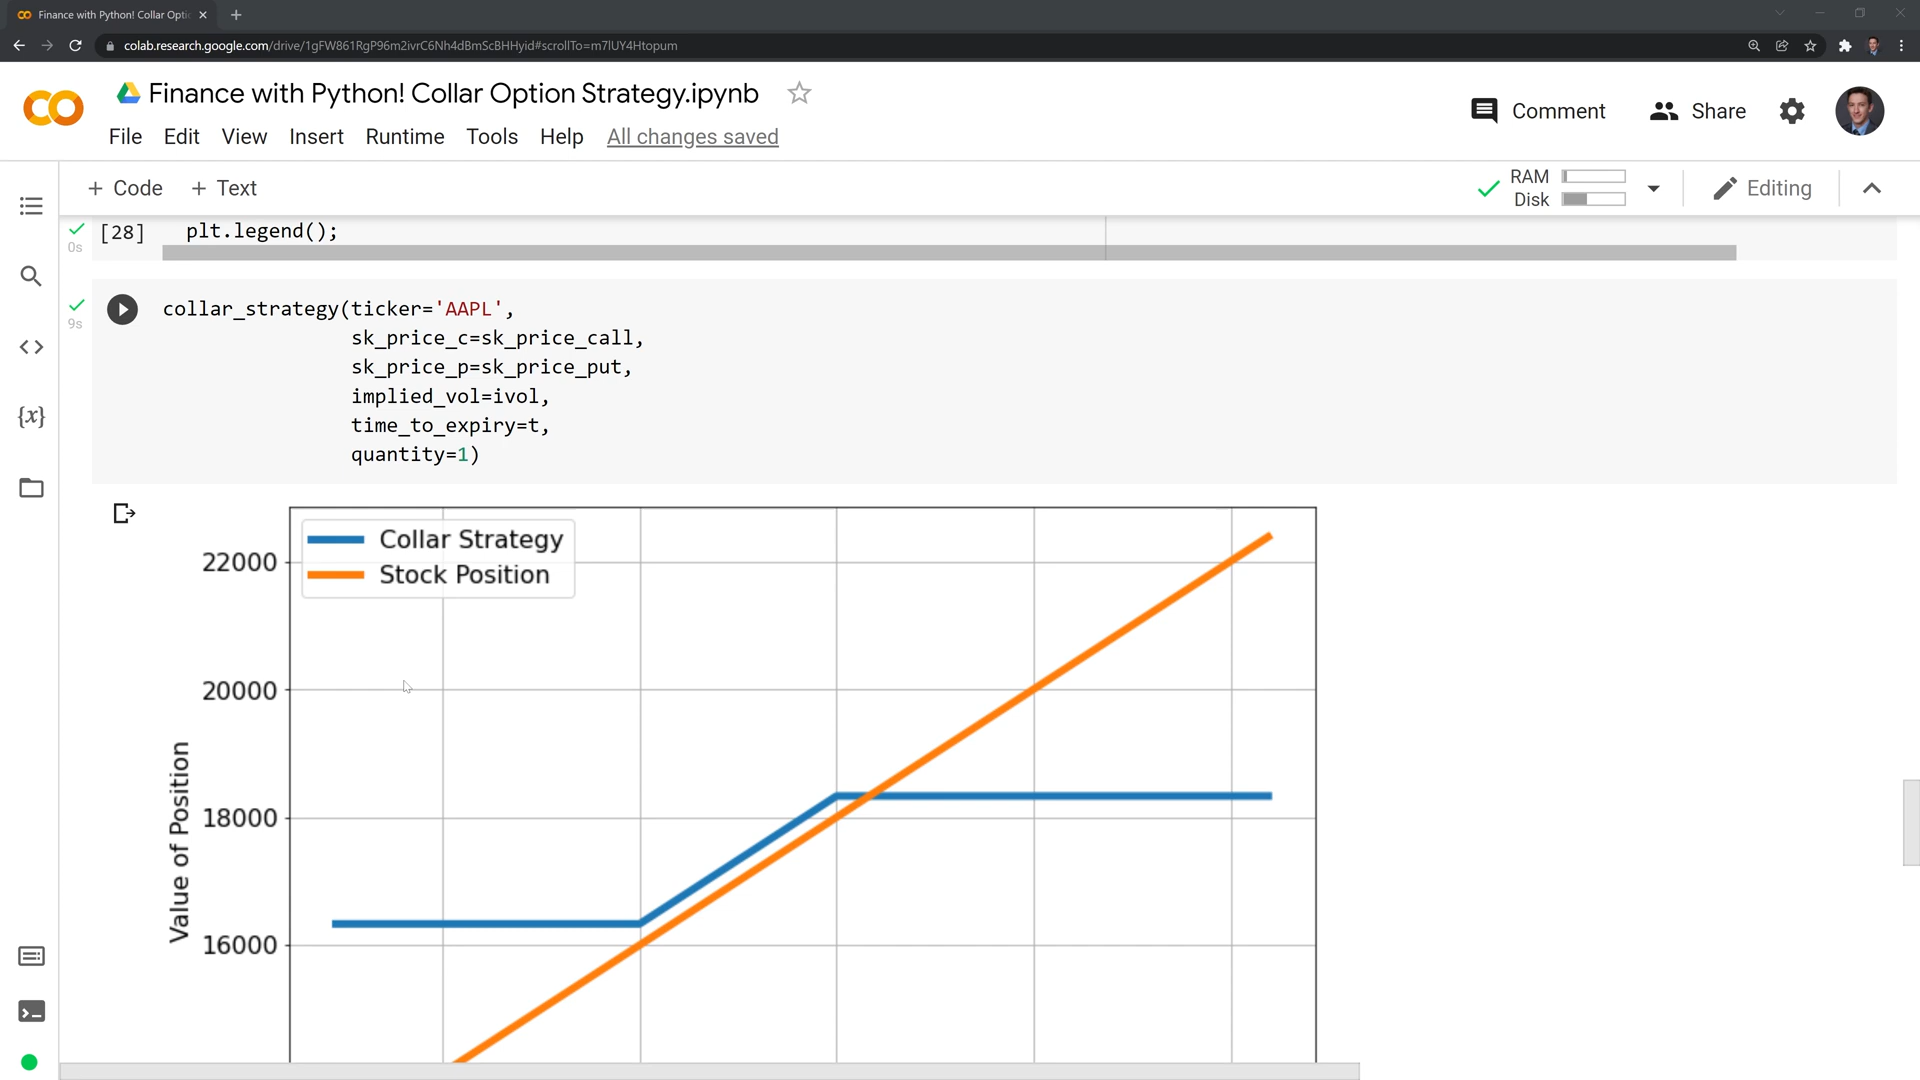 Finance with Python! Collar Optic
colab.research.google.com/drive/1gFW861RgP96m2ivrC6Nh4dBmScBHHyid#scrollTo=m7lUY4Htopum
Finance with Python! Collar Option Strategy.ipynb
Comment
Share
File Edit View Insert Runtime Tools Help All changes saved
+ Code + Text
RAM
Disk
Editing
0s
[28] plt.legend();
9s
collar_strategy(ticker='AAPL',
sk_price_c=sk_price_call,
sk_price_p=sk_price_put,
implied_vol=ivol,
time_to_expiry=t,
quantity=1)
{x}
Collar Strategy
Stock Position
22000
20000
18000
16000
Value of Position